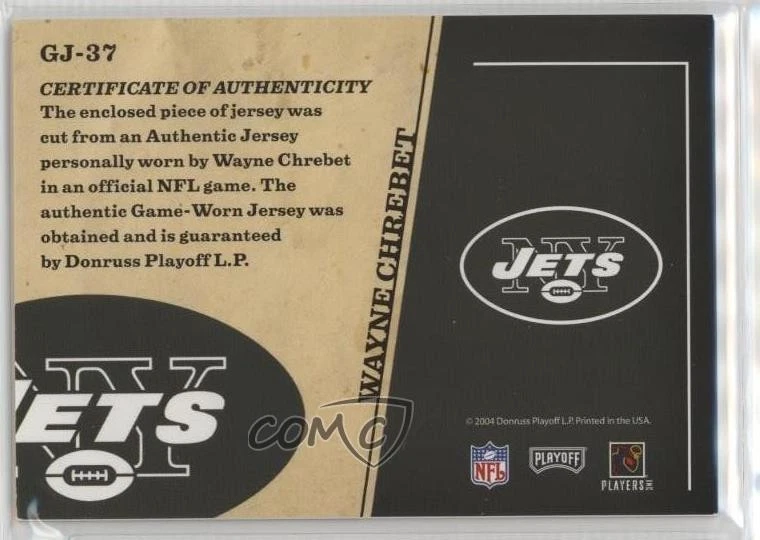 GJ-37
CERTIFICATE OF AUTHENTICITY
The enclosed piece of jersey was
cut from an Authentic Jersey
personally worn by Wayne Chrebet
in an official NFL game. The
authentic Game-Worn Jersey was
obtained and is guaranteed
by Donruss Playoff L.P.
WAYNE CHREBET
NY
JETS
NY
JETS
COMC
© 2004 Donruss Playoff L.P. Printed in the USA.
NFL
PLAYOFF
PLAYERS INC